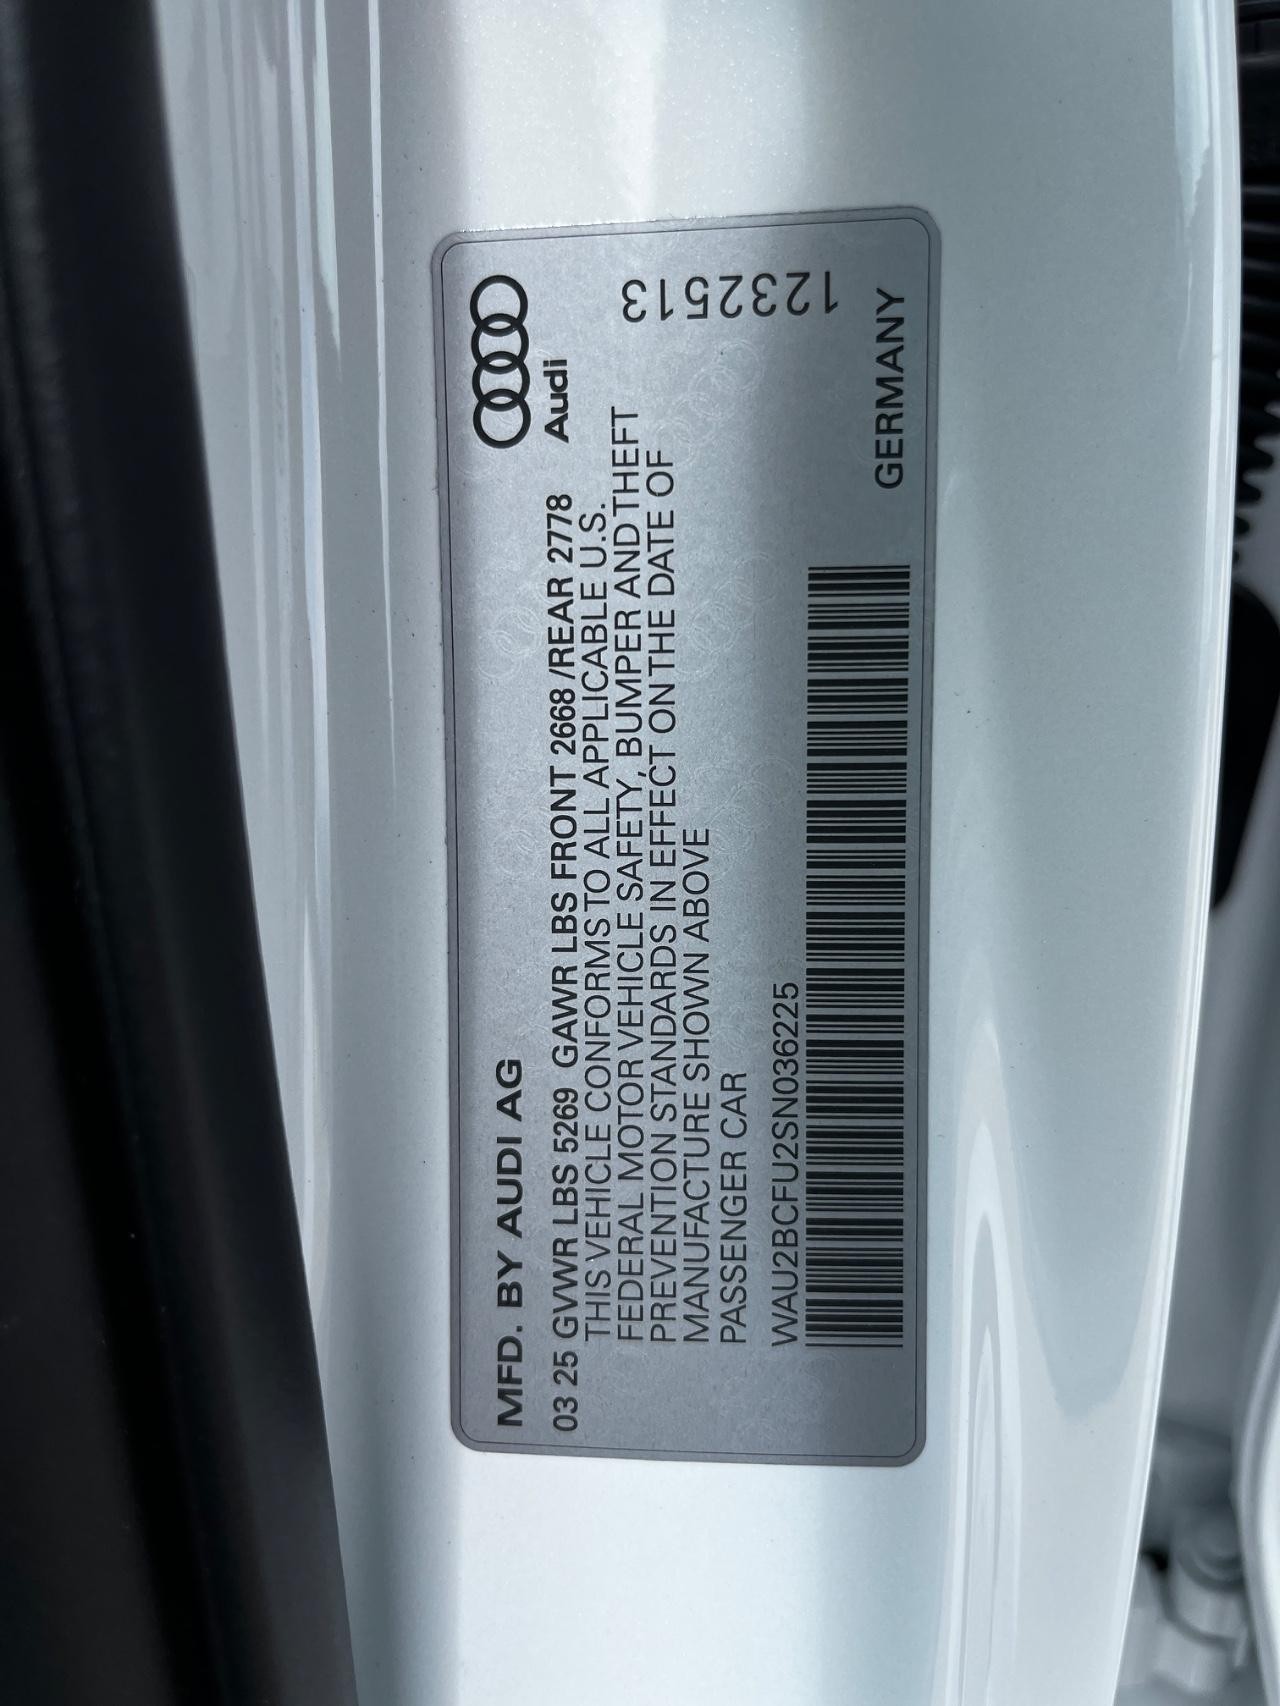 MFD. BY AUDI AG
Audi
03 25 GVWR LBS 5269 GAWR LBS FRONT 2668 /REAR 2778
THIS VEHICLE CONFORMS TO ALL APPLICABLE U.S.
FEDERAL MOTOR VEHICLE SAFETY, BUMPER AND THEFT
PREVENTION STANDARDS IN EFFECT ON THE DATE OF
MANUFACTURE SHOWN ABOVE
PASSENGER CAR
1232513
WAU2BCFU2SN036225
GERMANY